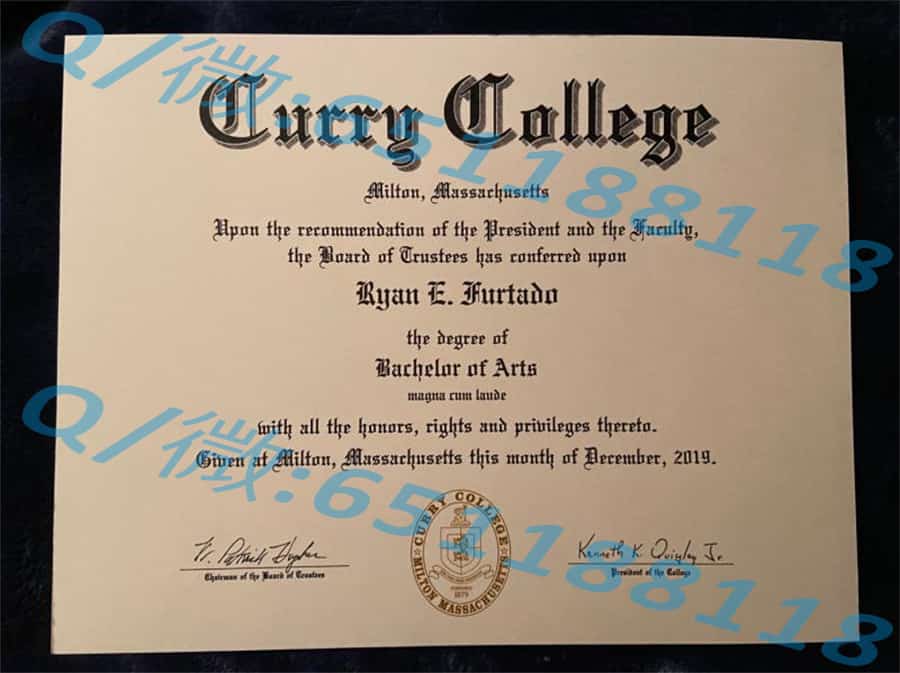 Q/微:651188118
Curry College
Milton, Massachusetts
Upon the recommendation of the President and the Faculty,
the Board of Trustees has conferred upon
Ryan E. Furtado
the degree of
Bachelor of Arts
magna cum laude
with all the honors, rights and privileges thereto.
Q/微:651188118
Given at Milton, Massachusetts this month of December, 2019.
CURRY COLLEGE
MILTON MASSACHUSETTS
1879
Kenneth K. Quigley Jr.
Chairman of the Board of Trustees
President of the College